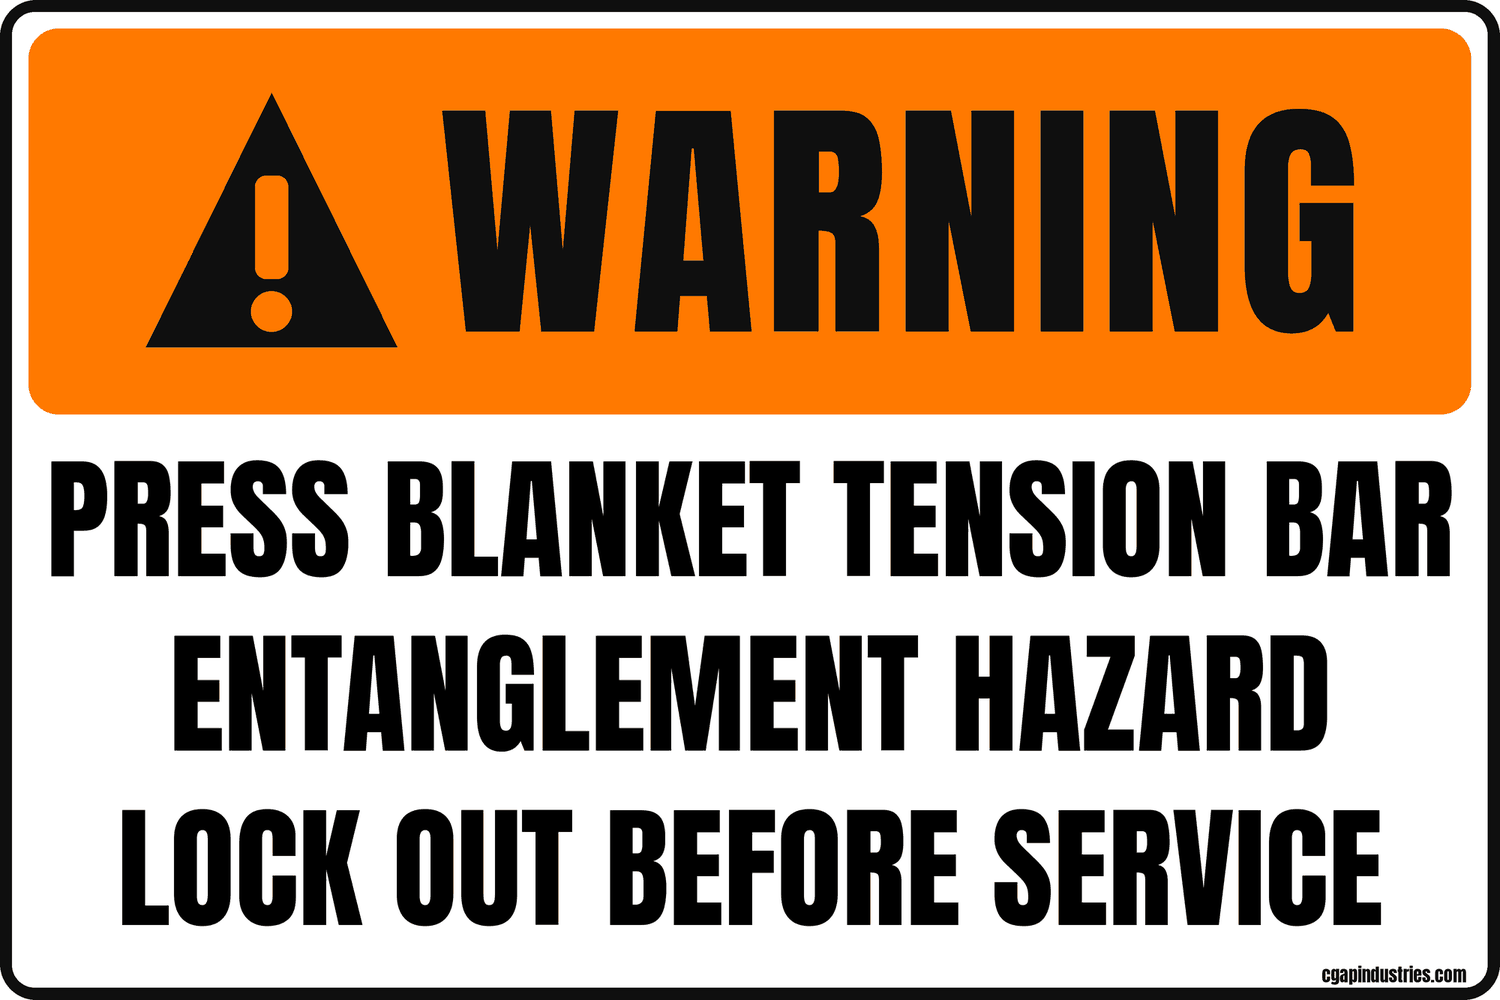 WARNING
PRESS BLANKET TENSION BAR
ENTANGLEMENT HAZARD
LOCK OUT BEFORE SERVICE
cgapindustries.com